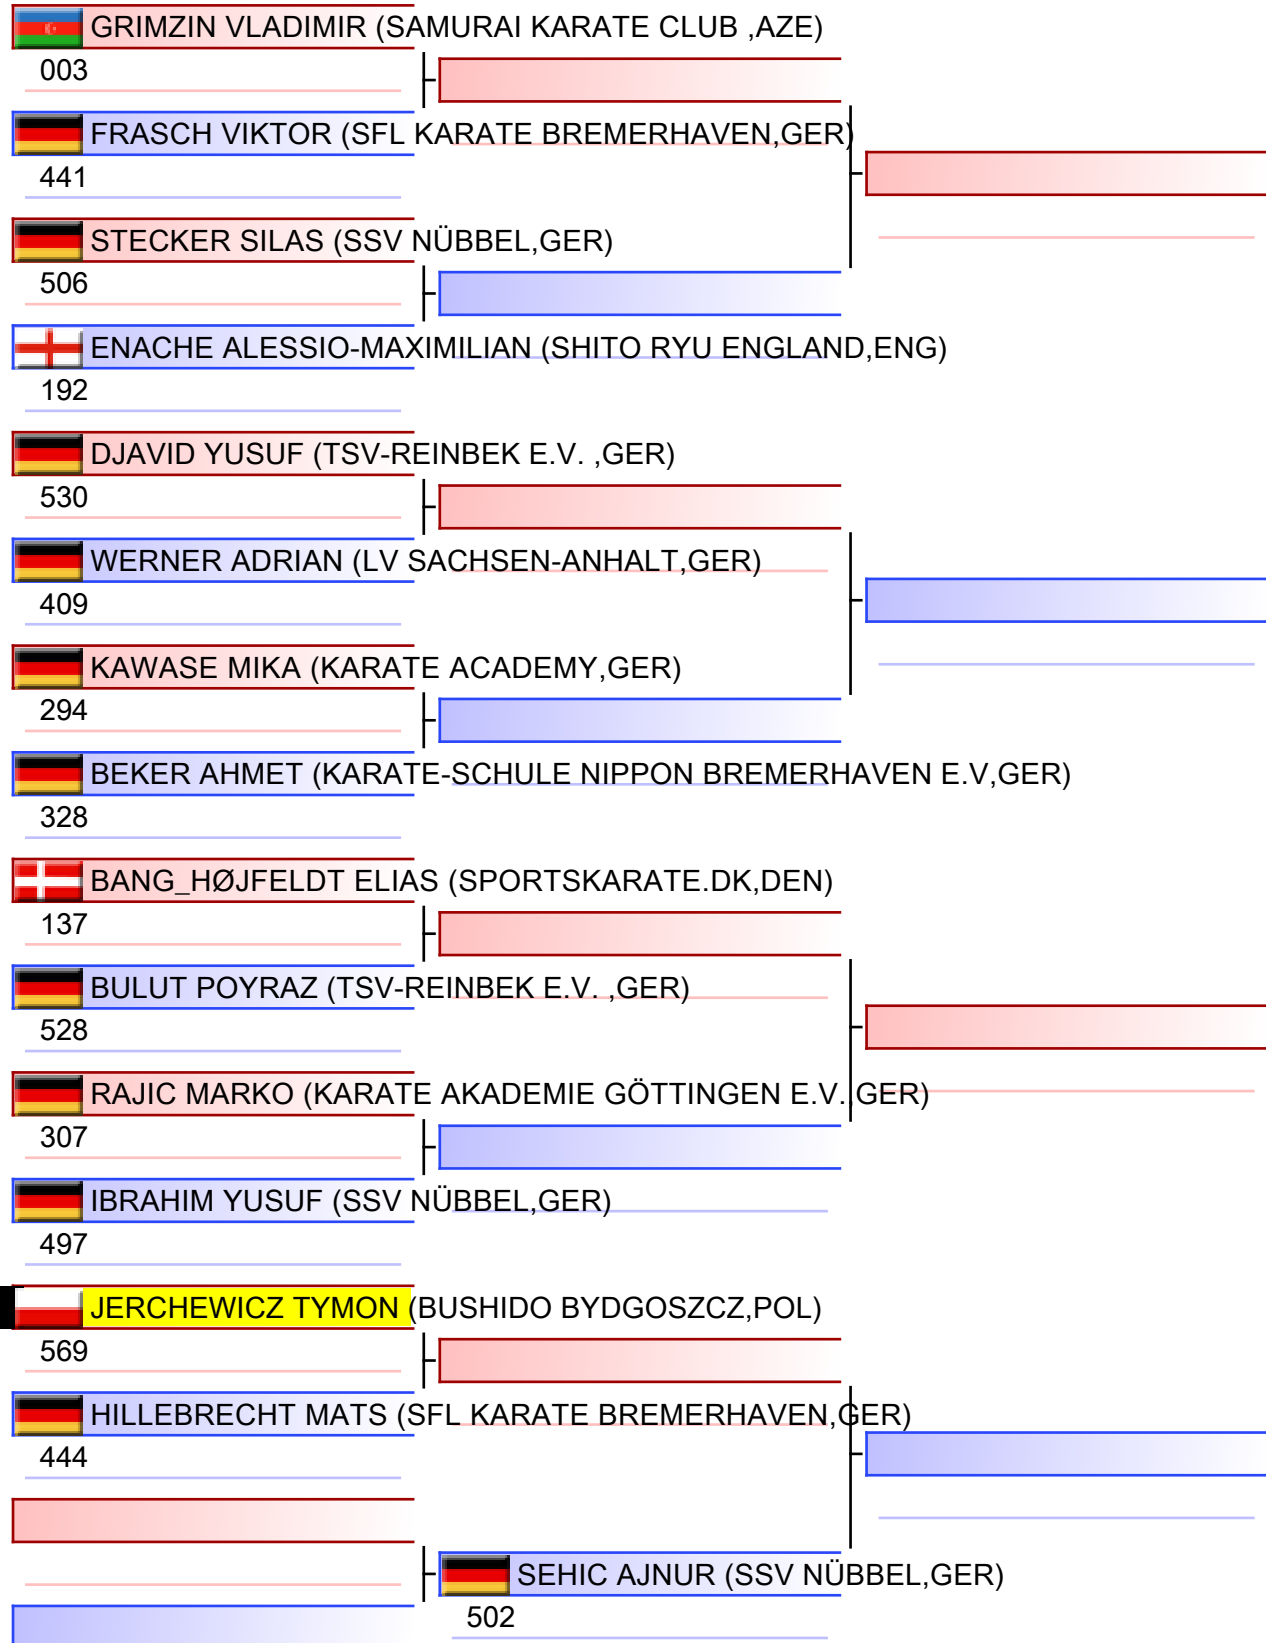 GRIMZIN VLADIMIR (SAMURAI KARATE CLUB ,AZE)
003
FRASCH VIKTOR (SFL KARATE BREMERHAVEN,GER)
441
STECKER SILAS (SSV NÜBBEL,GER)
506
ENACHE ALESSIO-MAXIMILIAN (SHITO RYU ENGLAND,ENG)
192
DJAVID YUSUF (TSV-REINBEK E.V. ,GER)
530
WERNER ADRIAN (LV SACHSEN-ANHALT,GER)
409
KAWASE MIKA (KARATE ACADEMY,GER)
294
BEKER AHMET (KARATE-SCHULE NIPPON BREMERHAVEN E.V,GER)
328
BANG_HØJFELDT ELIAS (SPORTSKARATE.DK,DEN)
137
BULUT POYRAZ (TSV-REINBEK E.V. ,GER)
528
RAJIC MARKO (KARATE AKADEMIE GÖTTINGEN E.V.,GER)
307
IBRAHIM YUSUF (SSV NÜBBEL,GER)
497
JERCHEWICZ TYMON (BUSHIDO BYDGOSZCZ,POL)
569
HILLEBRECHT MATS (SFL KARATE BREMERHAVEN,GER)
444
SEHIC AJNUR (SSV NÜBBEL,GER)
502